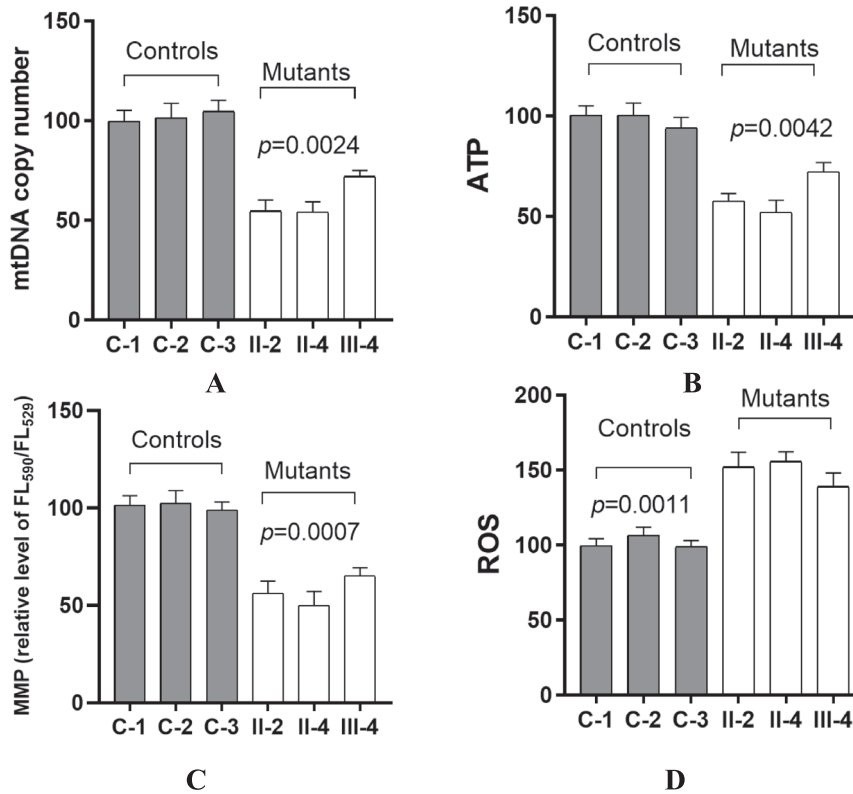 150
100
50
0
mtDNA copy number
Controls
Mutants
p=0.0024
C-1 C-2 C-3 II-2 II-4 III-4
A
150
100
50
0
ATP
Controls
Mutants
p=0.0042
C-1 C-2 C-3 II-2 II-4 III-4
B
150
100
50
0
MMP (relative level of FL590/FL529)
Controls
Mutants
p=0.0007
C-1 C-2 C-3 II-2 II-4 III-4
C
200
150
100
50
0
ROS
Controls
Mutants
p=0.0011
C-1 C-2 C-3 II-2 II-4 III-4
D